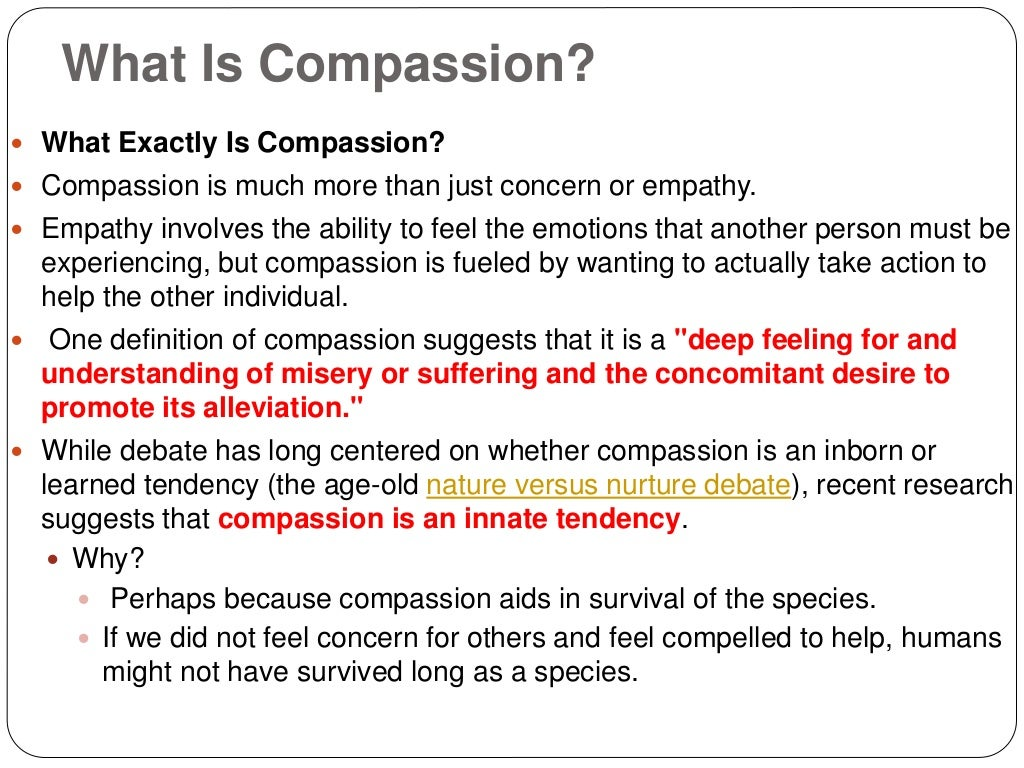 What Is Compassion?
What Exactly Is Compassion?
Compassion is much more than just concern or empathy.
Empathy involves the ability to feel the emotions that another person must be
experiencing, but compassion is fueled by wanting to actually take action to
help the other individual.
One definition of compassion suggests that it is a "deep feeling for and
understanding of misery or suffering and the concomitant desire to
promote its alleviation."
While debate has long centered on whether compassion is an inborn or
learned tendency (the age-old nature versus nurture debate), recent research
suggests that compassion is an innate tendency.
Why?
Perhaps because compassion aids in survival of the species.
If we did not feel concern for others and feel compelled to help, humans
might not have survived long as a species.